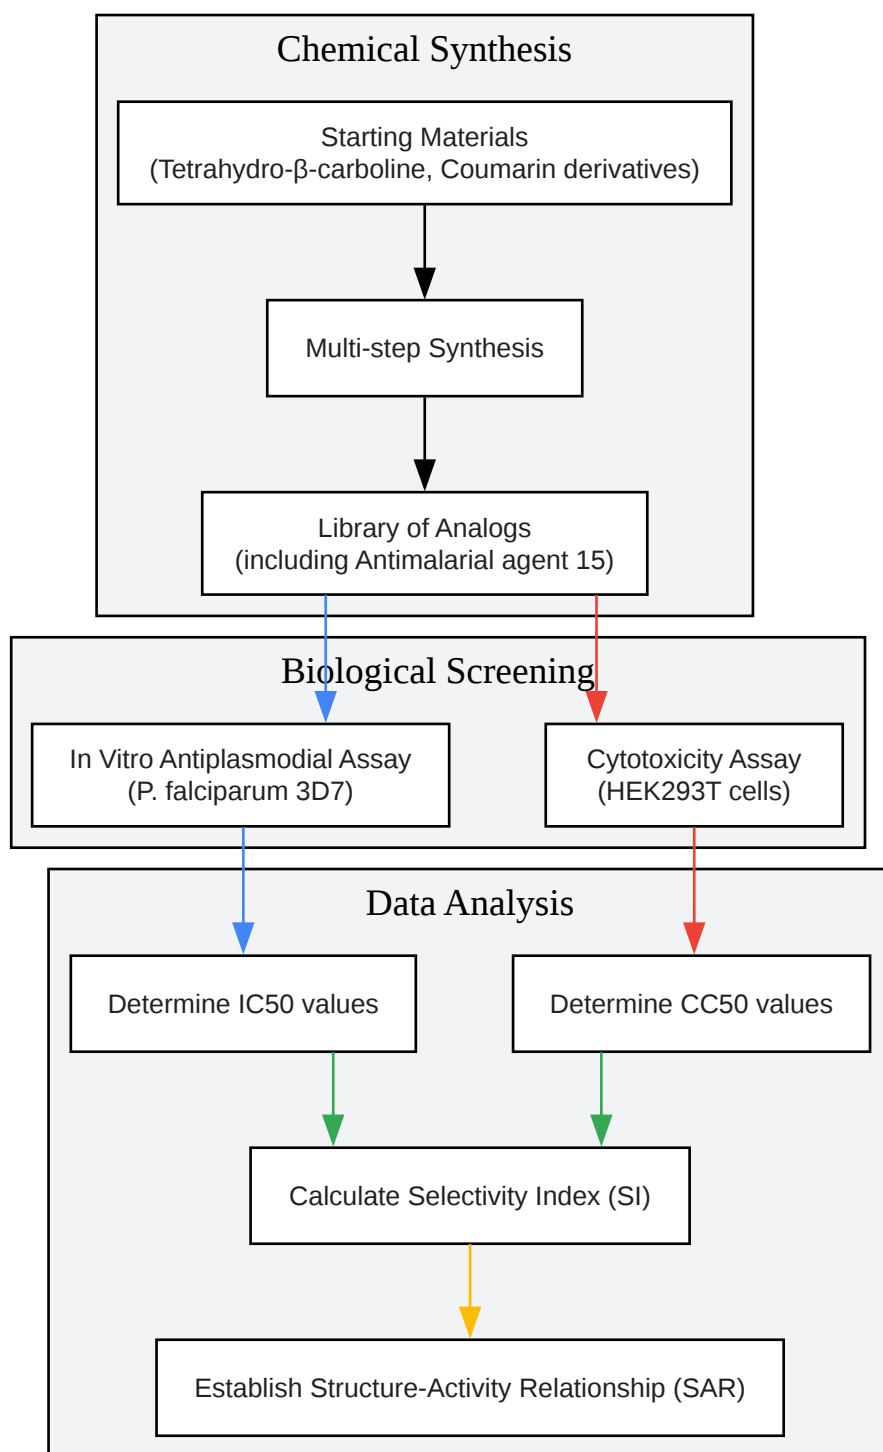 Chemical Synthesis
Starting Materials
(Tetrahydro-β-carboline, Coumarin derivatives)
Multi-step Synthesis
Library of Analogs
(including Antimalarial agent 15)
Biological Screening
In Vitro Antiplasmodial Assay
(P. falciparum 3D7)
Cytotoxicity Assay
(HEK293T cells)
Data Analysis
Determine IC50 values
Determine CC50 values
Calculate Selectivity Index (SI)
Establish Structure-Activity Relationship (SAR)